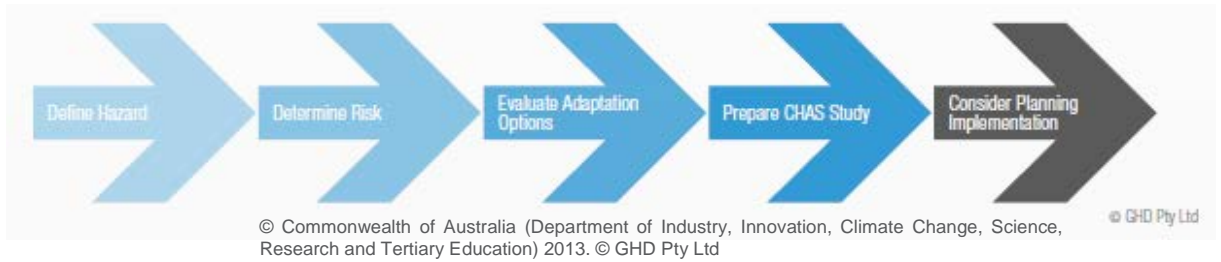 Define Hazard
Determine Risk
Evaluate Adaptation
Options
Prepare CHAS Study
Consider Planning
Implementation
© GHD Pty Ltd
© Commonwealth of Australia (Department of Industry, Innovation, Climate Change, Science,
Research and Tertiary Education) 2013. © GHD Pty Ltd